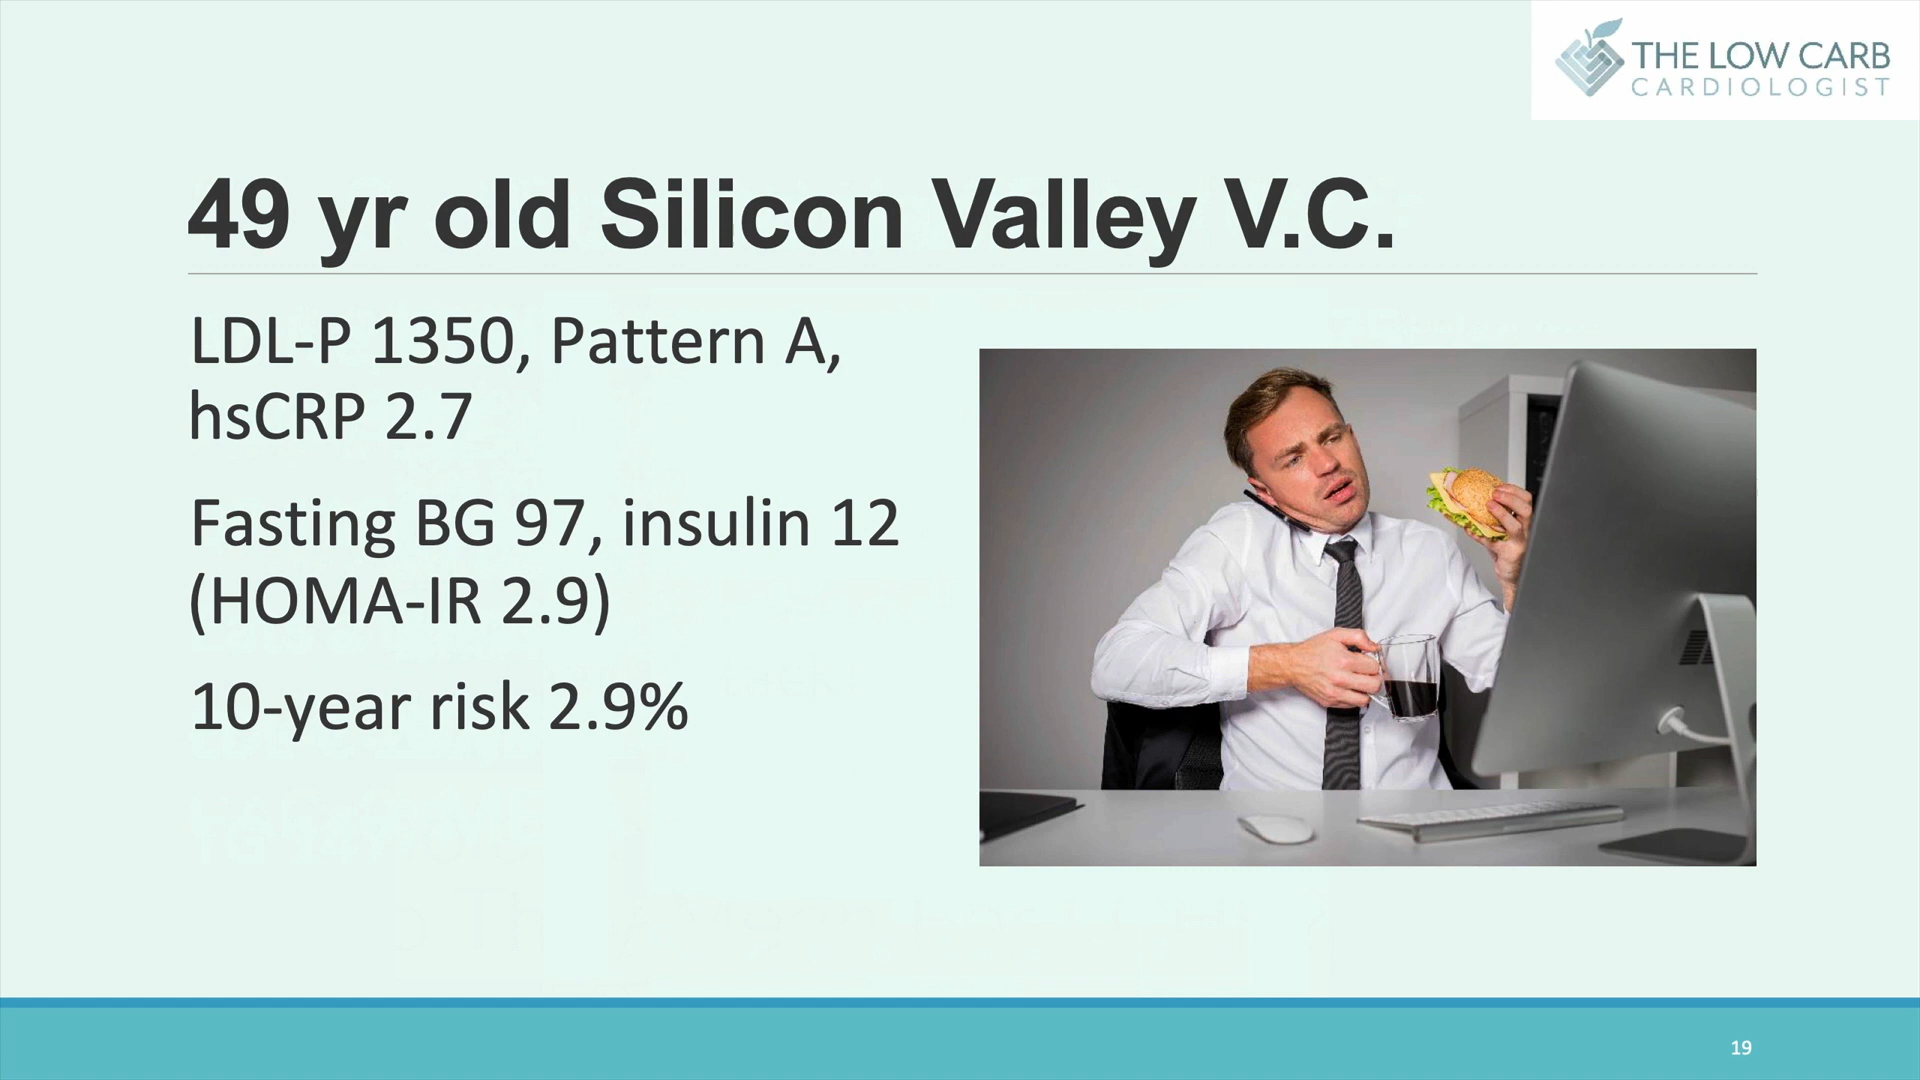 THE LOW CARB
CARDIOLOGIST
49 yr old Silicon Valley V.C.
LDL-P 1350, Pattern A,
hsCRP 2.7
Fasting BG 97, insulin 12
(HOMA-IR 2.9)
10-year risk 2.9%
19